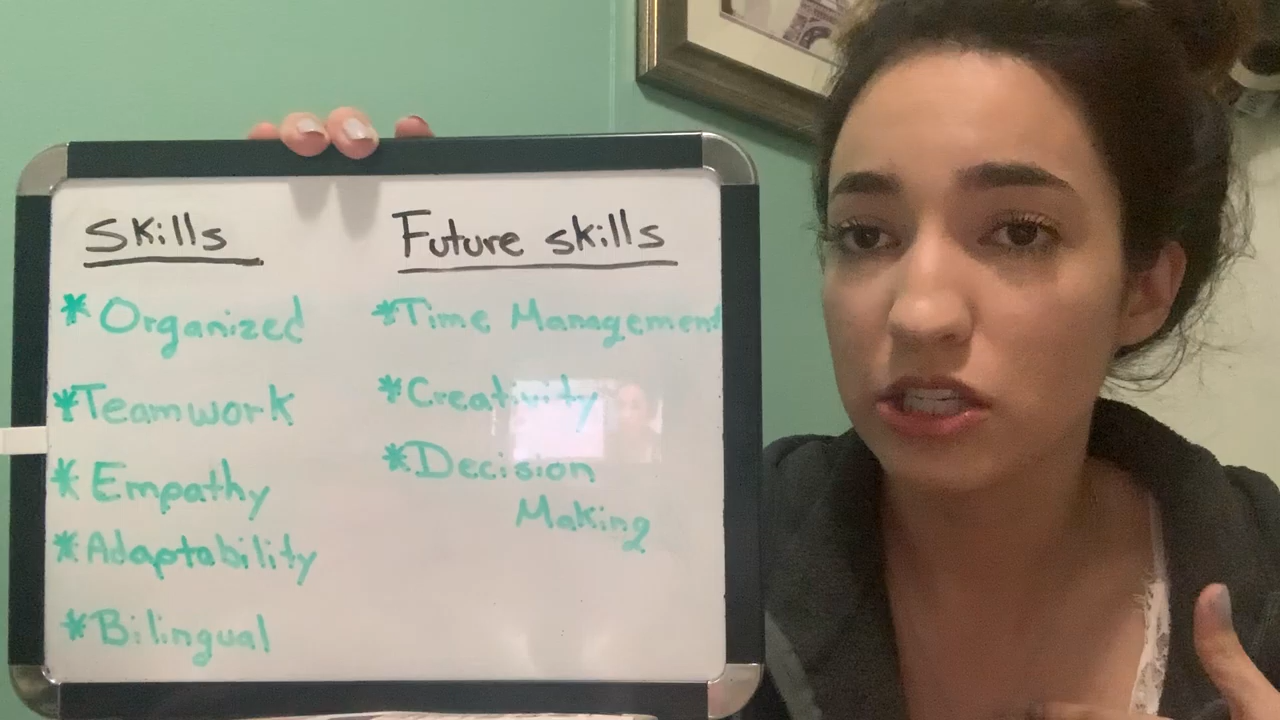 Skills
* Organized
* Teamwork
* Empathy
* Adaptability
* Bilingual
Future skills
* Time Management
* Creativity
* Decision
Making